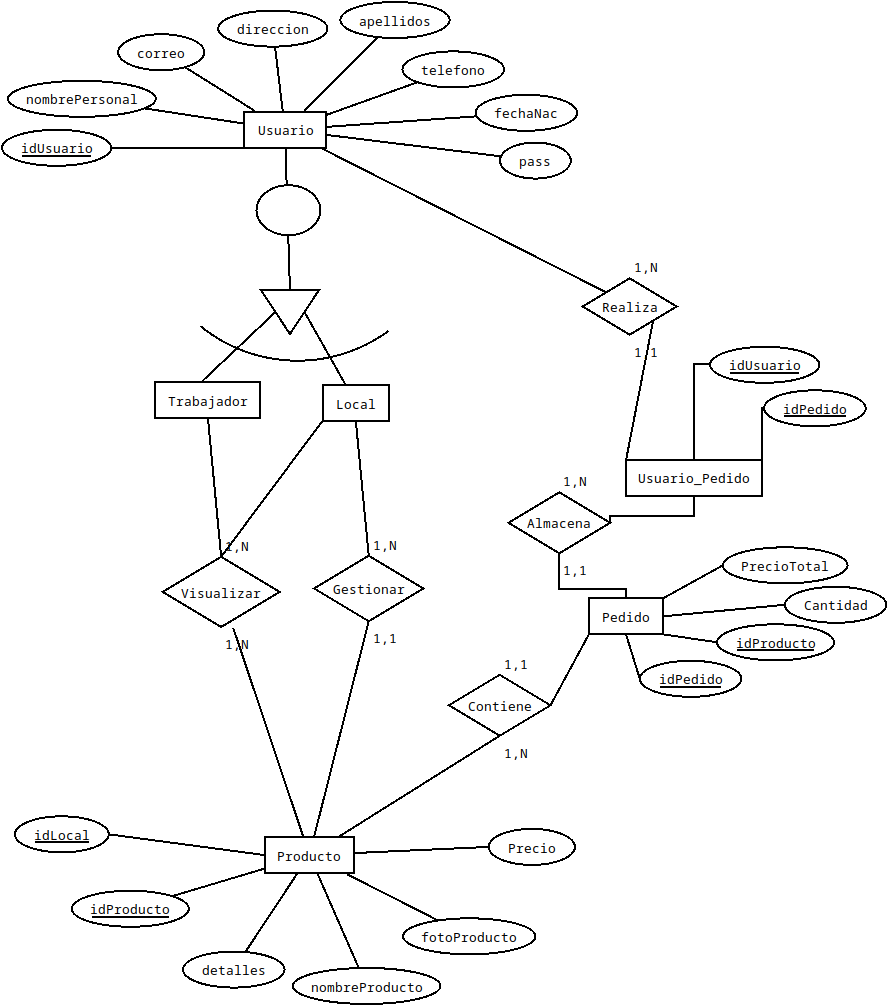 apellidos
direccion
correo
telefono
nombrePersonal
fechaNac
Usuario
idUsuario
pass
1,N
Realiza
1,1
idUsuario
Trabajador
Local
idPedido
Usuario_Pedido
1,N
Almacena
1,N
1,N
PrecioTotal
1,1
Visualizar
Gestionar
Cantidad
Pedido
1,N
1,1
idProducto
1,1
idPedido
Contiene
1,N
idLocal
Precio
Producto
idProducto
fotoProducto
detalles
nombreProducto